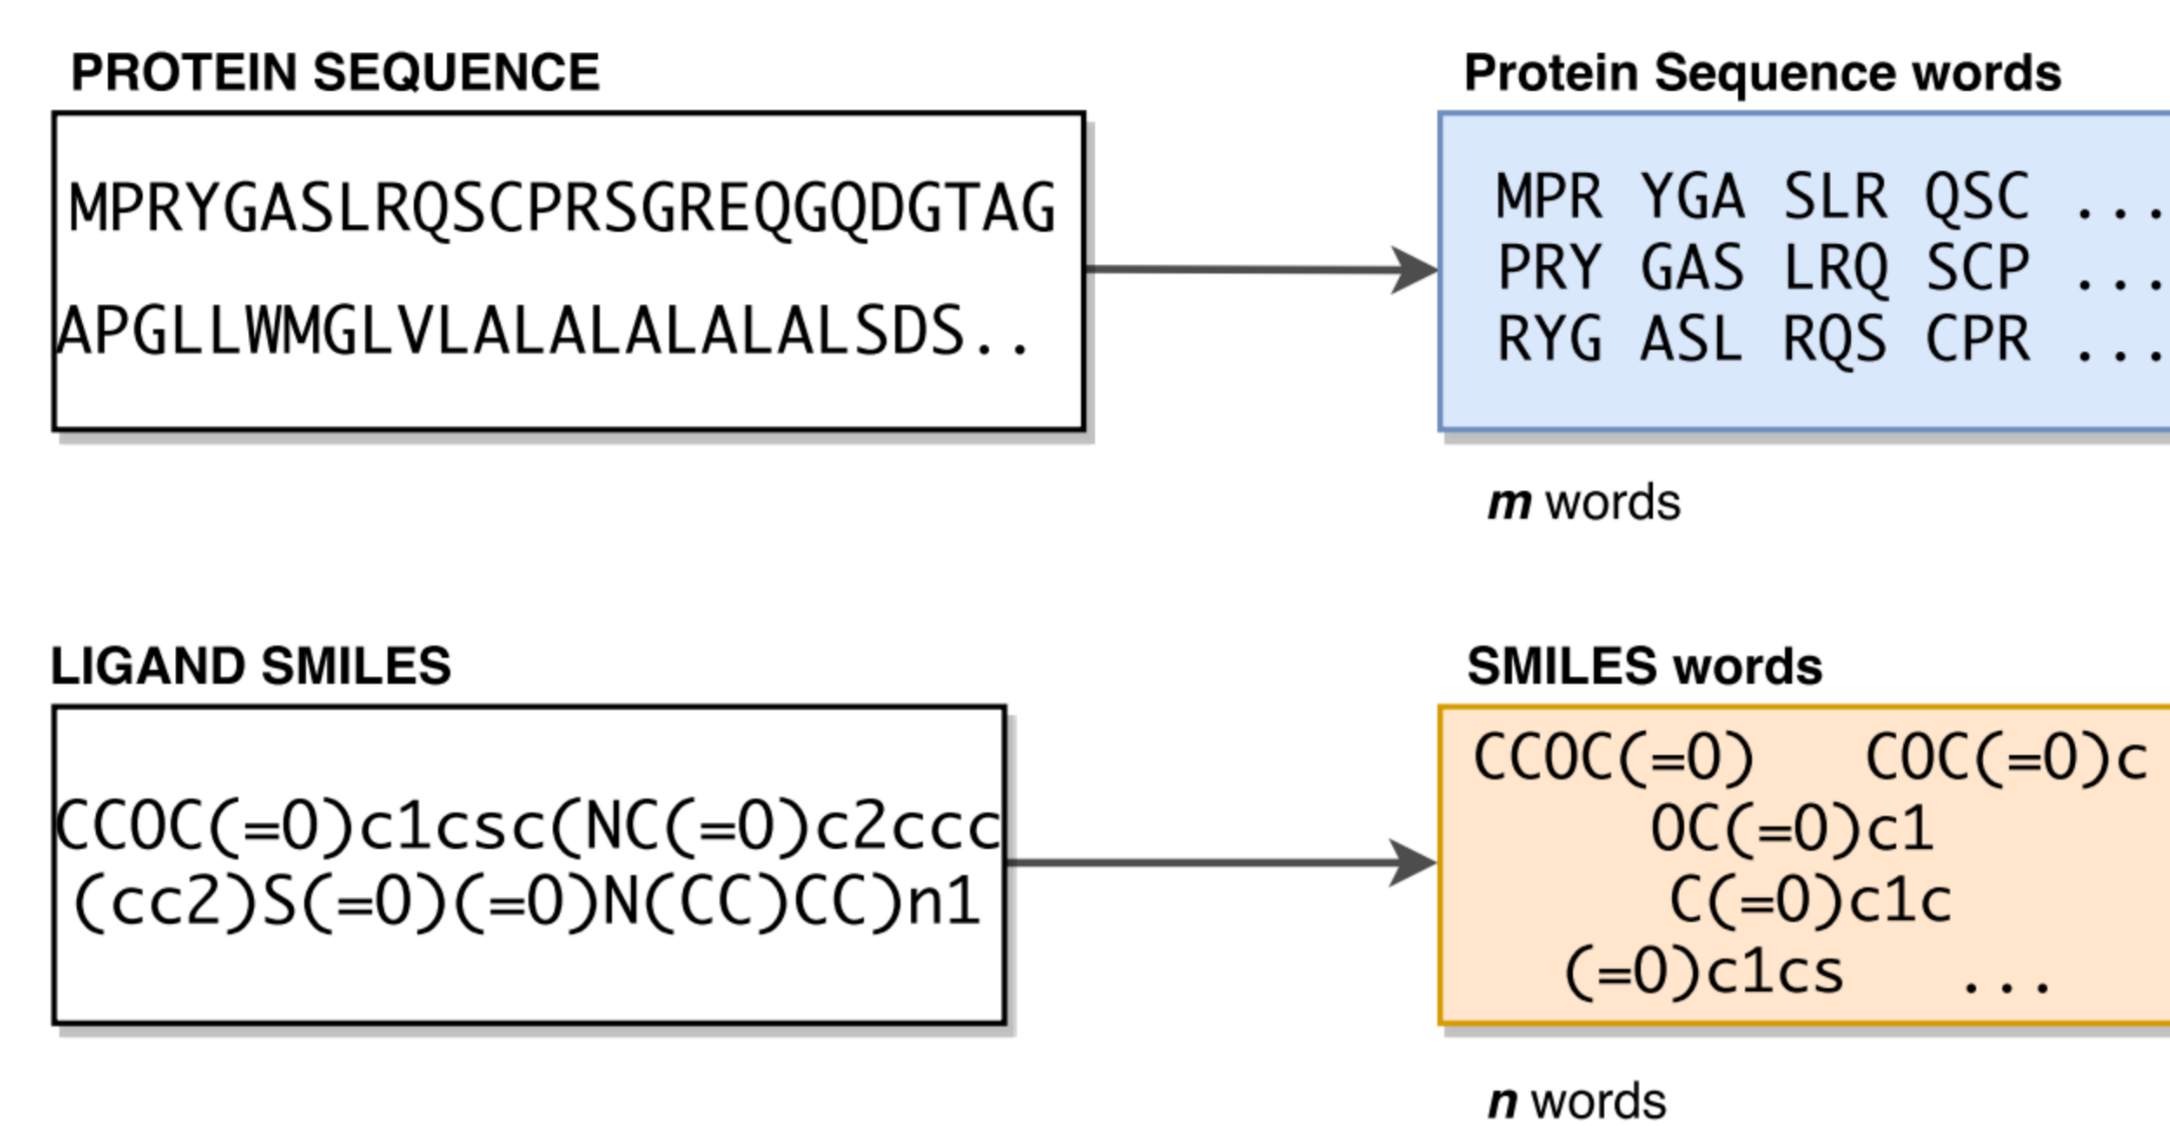 PROTEIN SEQUENCE
MPRYGASLRQSCPRSGREQGQDGTAG
APGLLWMGLVLALALALALALSDS..
Protein Sequence words
MPR YGA SLR QSC ...
PRY GAS LRQ SCP ...
RYG ASL RQS CPR ...
m words
LIGAND SMILES
CCOC(=O)c1csc(NC(=O)c2ccc
(cc2)S(=O)(=O)N(CC)CC)n1
SMILES words
CCOC(=O) COC(=O)c
OC(=O)c1
C(=O)c1c
(=O)c1cs ...
n words